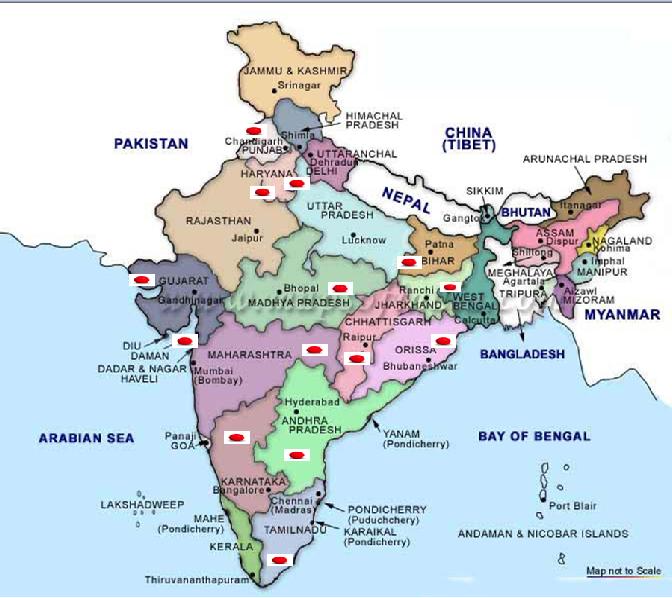 JAMMU & KASHMIR
Srinagar
HIMACHAL
PRADESH
PAKISTAN
Chandigarh
Shimla
PUNJAB
CHINA
(TIBET)
UTTARANCHAL
Dehradun
DELHI
HARYANA
ARUNACHAL PRADESH
NEPAL
SIKKIM
Gangtok
BHUTAN
Itanagar
RAJASTHAN
Jaipur
UTTAR
PRADESH
Lucknow
ASSAM
Dispur
NAGALAND
Kohima
Shillong
Imphal
MANIPUR
MEGHALAYA
Agartala
TRIPURA
Aizawl
MIZORAM
MYANMAR
Patna
BIHAR
GUJARAT
Gandhinagar
Bhopal
MADHYA PRADESH
Ranchi
JHARKHAND
WEST
BENGAL
Calcutta
CHHATTISGARH
Raipur
DIU
DAMAN
DADAR & NAGAR
HAVELI
MAHARASHTRA
Mumbai
(Bombay)
ORISSA
Bhubaneshwar
BANGLADESH
Hyderabad
ANDHRA
PRADESH
YANAM
(Pondicherry)
ARABIAN SEA
Panaji
GOA
BAY OF BENGAL
KARNATAKA
Bangalore
Chennai
(Madras)
PONDICHERRY
(Puduchchery)
KARAIKAL
(Pondicherry)
LAKSHADWEEP
MAHE
(Pondicherry)
TAMILNADU
KERALA
Thiruvananthapuram
Port Blair
ANDAMAN & NICOBAR ISLANDS
Map not to Scale